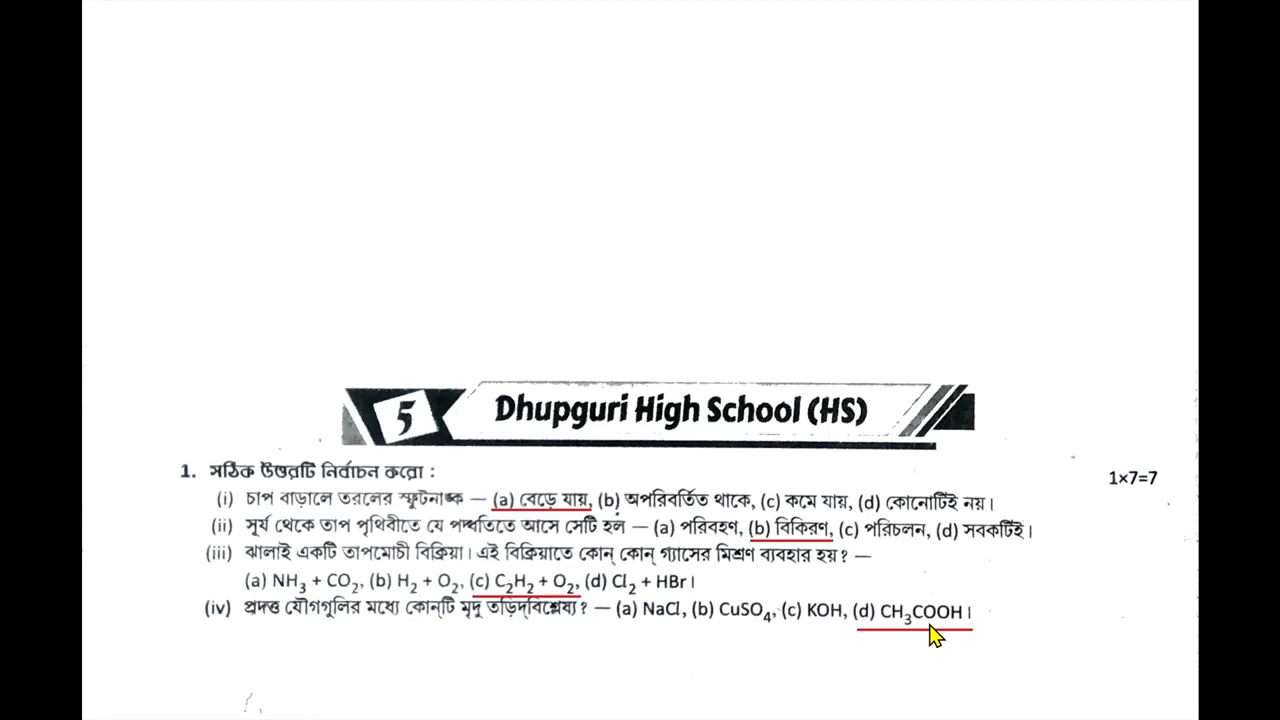 5 Dhupguri High School (HS)
1. সঠিক উত্তরটি নির্বাচন করো : 1×7=7
(i) চাপ বাড়ালে তরলের স্ফুটনাঙ্ক — (a) বেড়ে যায়, (b) অপরিবর্তিত থাকে, (c) কমে যায়, (d) কোনোটিই নয়।
(ii) সূর্য থেকে তাপ পৃথিবীতে যে পদ্ধতিতে আসে সেটি হল — (a) পরিবহণ, (b) বিকিরণ, (c) পরিচলন, (d) সবকটিই।
(iii) ঝালাই একটি তাপমোচী বিক্রিয়া। এই বিক্রিয়াতে কোন্ কোন্ গ্যাসের মিশ্রণ ব্যবহার হয়? —
(a) NH₃ + CO₂, (b) H₂ + O₂, (c) C₂H₂ + O₂, (d) Cl₂ + HBr।
(iv) প্রদত্ত যৌগগুলির মধ্যে কোন্‌টি মৃদু তড়িদ্‌বিশ্লেষ্য? — (a) NaCl, (b) CuSO₄, (c) KOH, (d) CH₃COOH।